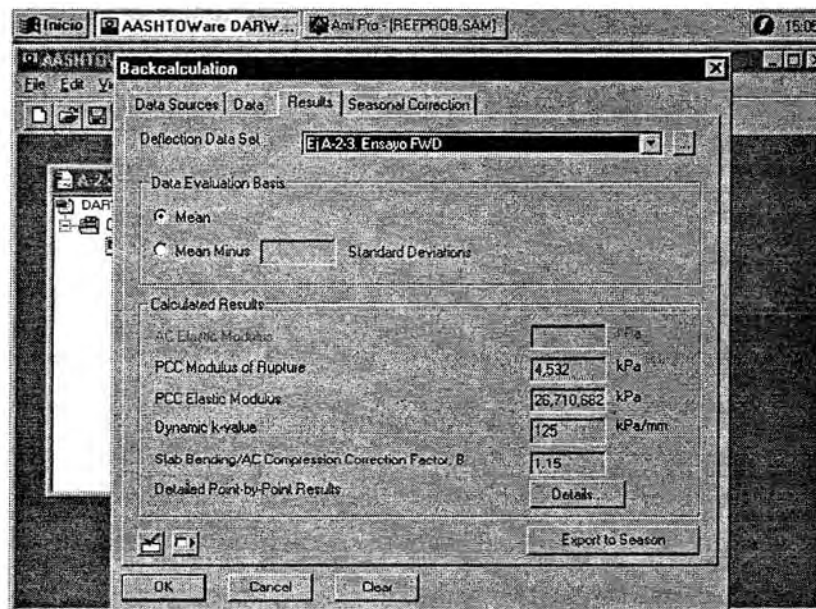 Inicio AASHTOWare DARW... Ami Pro - [REFPROB.SAM] 15:06
Backcalculation
File Edit
Data Sources Data Results Seasonal Correction
Deflection Data Set Ej A-2-3. Ensayo FWD ...
Data Evaluation Basis
Mean
Mean Minus Standard Deviations
Calculated Results
AC Elastic Modulus kPa
PCC Modulus of Rupture 4,532 kPa
PCC Elastic Modulus 26,710,682 kPa
Dynamic k-value 125 kPa/mm
Slab Bending/AC Compression Correction Factor, B 1.15
Detailed Point-by-Point Results Details
Export to Season
OK Cancel Clear